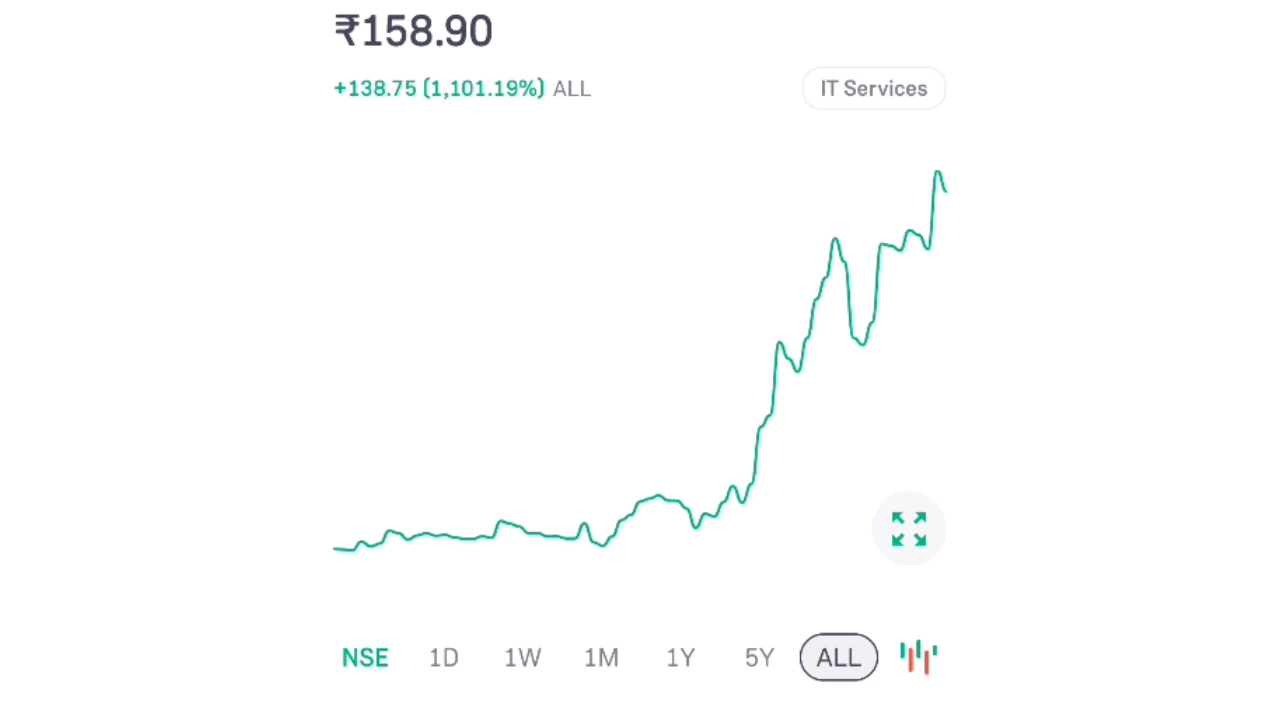 ₹158.90
+138.75 (1,101.19%) ALL
IT Services
NSE 1D 1W 1M 1Y 5Y ALL